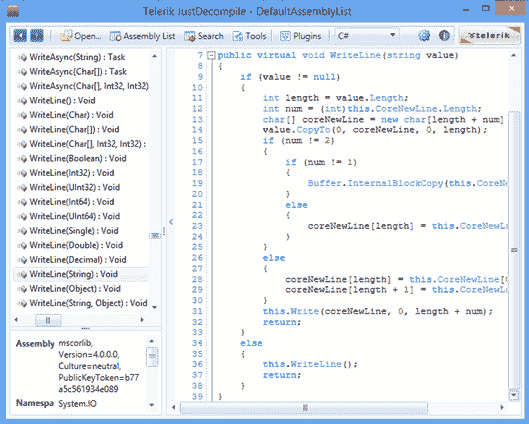 Telerik JustDecompile - DefaultAssemblyList
Open... Assembly List Search Tools Plugins C# telerik
WriteAsync(String) : Task
WriteAsync(Char[]) : Task
WriteAsync(Char[], Int32, Int32)
WriteLine() : Void
WriteLine(Char) : Void
WriteLine(Char[]) : Void
WriteLine(Char[], Int32, Int32) :
WriteLine(Boolean) : Void
WriteLine(Int32) : Void
WriteLine(UInt32) : Void
WriteLine(Int64) : Void
WriteLine(UInt64) : Void
WriteLine(Single) : Void
WriteLine(Double) : Void
WriteLine(Decimal) : Void
WriteLine(String) : Void
WriteLine(Object) : Void
WriteLine(String, Object) : Void
Assembly mscorlib,
Version=4.0.0.0,
Culture=neutral,
PublicKeyToken=b77
a5c561934e089
Namespa System.IO
7 public virtual void WriteLine(string value)
8 {
9 if (value != null)
10 {
11 int length = value.Length;
12 int num = (int)this.CoreNewLine.Length;
13 char[] coreNewLine = new char[length + num]
14 value.CopyTo(0, coreNewLine, 0, length);
15 if (num != 2)
16 {
17 if (num != 1)
18 {
19 Buffer.InternalBlockCopy(this.CoreNe
20 }
21 else
22 {
23 coreNewLine[length] = this.CoreNewLi
24 }
25 }
26 else
27 {
28 coreNewLine[length] = this.CoreNewLine[
29 coreNewLine[length + 1] = this.CoreNewL
30 }
31 this.Write(coreNewLine, 0, length + num);
32 return;
33 }
34 else
35 {
36 this.WriteLine();
37 return;
38 }
39 }